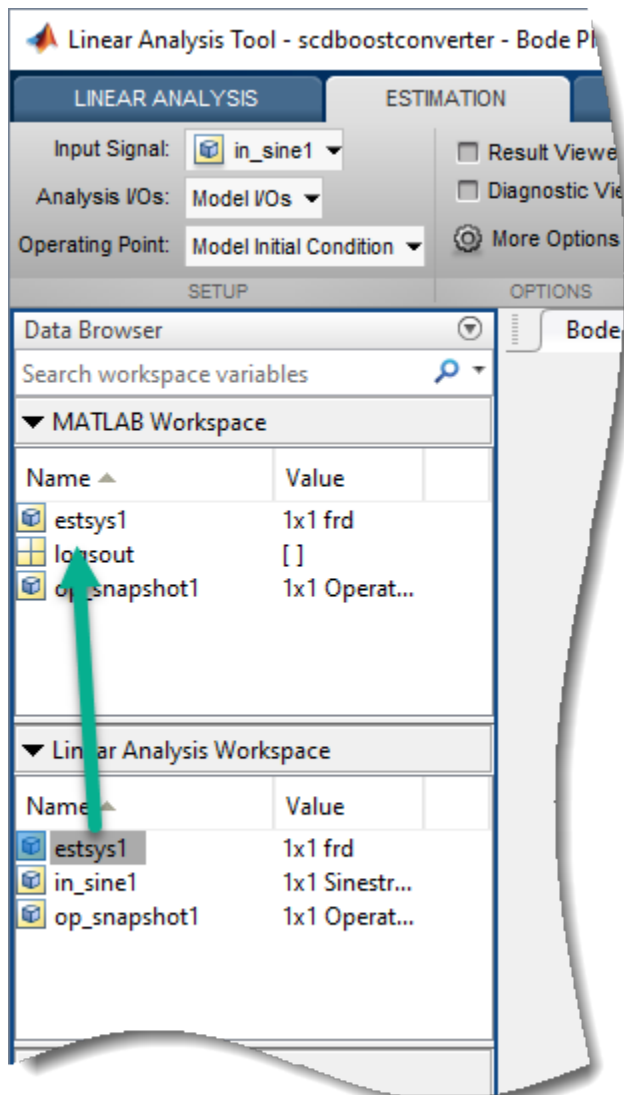 Linear Analysis Tool - scdboostconverter - Bode Pl
LINEAR ANALYSIS ESTIMATION
Input Signal: in_sine1
Analysis I/Os: Model I/Os
Operating Point: Model Initial Condition
SETUP
Result Viewe
Diagnostic Vie
More Options
OPTIONS
Data Browser
Bode
Search workspace variables
MATLAB Workspace
Name Value
estsys1 1x1 frd
logsout [ ]
op_snapshot1 1x1 Operat...
Linear Analysis Workspace
Name Value
estsys1 1x1 frd
in_sine1 1x1 Sinestr...
op_snapshot1 1x1 Operat...